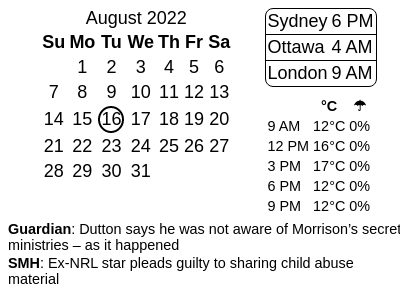 August 2022
Su Mo Tu We Th Fr Sa
1 2 3 4 5 6
7 8 9 10 11 12 13
14 15 16 17 18 19 20
21 22 23 24 25 26 27
28 29 30 31
Sydney 6 PM
Ottawa 4 AM
London 9 AM
°C ☂
9 AM 12°C 0%
12 PM 16°C 0%
3 PM 17°C 0%
6 PM 12°C 0%
9 PM 12°C 0%
Guardian: Dutton says he was not aware of Morrison’s secret
ministries – as it happened
SMH: Ex-NRL star pleads guilty to sharing child abuse
material